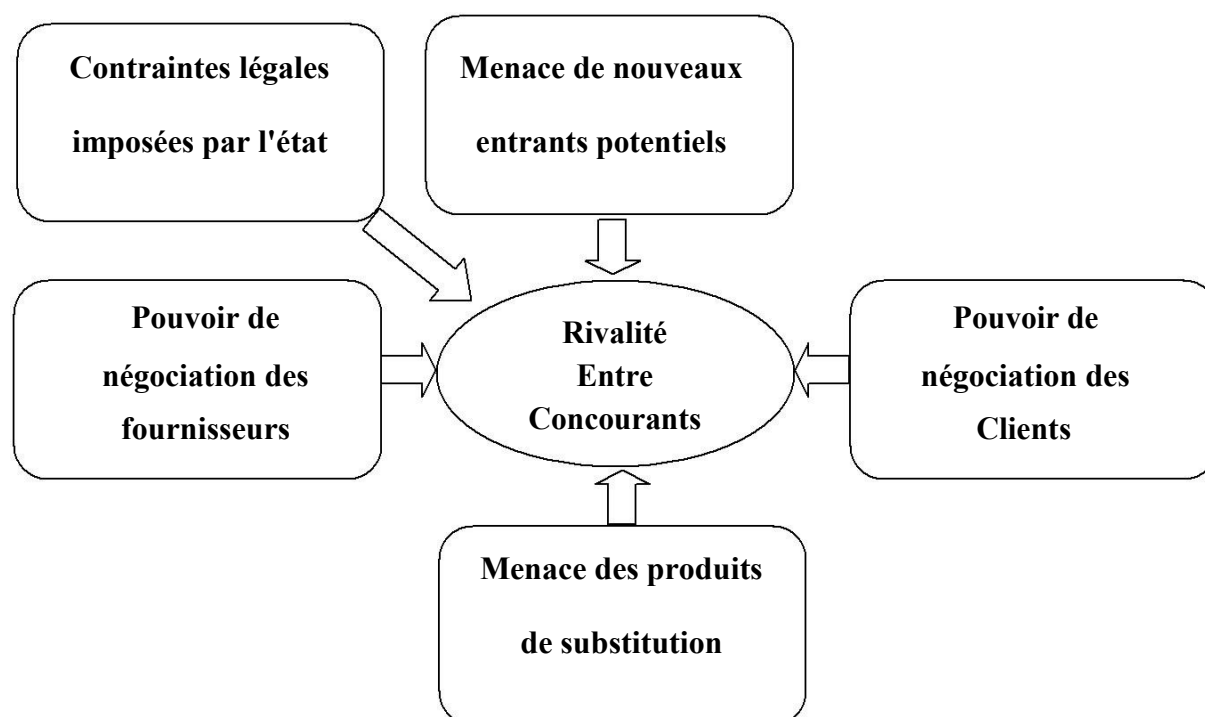 Contraintes légales
imposées par l'état
Menace de nouveaux
entrants potentiels
Pouvoir de
négociation des
fournisseurs
Rivalité
Entre
Concourants
Pouvoir de
négociation des
Clients
Menace des produits
de substitution